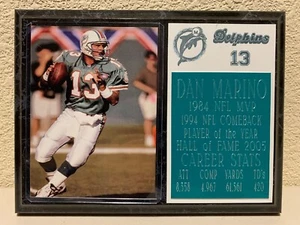 Dolphins
13
DAN MARINO
1984 NFL MVP
1994 NFL COMEBACK
PLAYER of the YEAR
HALL OF FAME 2005
CAREER STATS
ATT COMP YARDS TD's
8,358 4,967 61,361 420
13